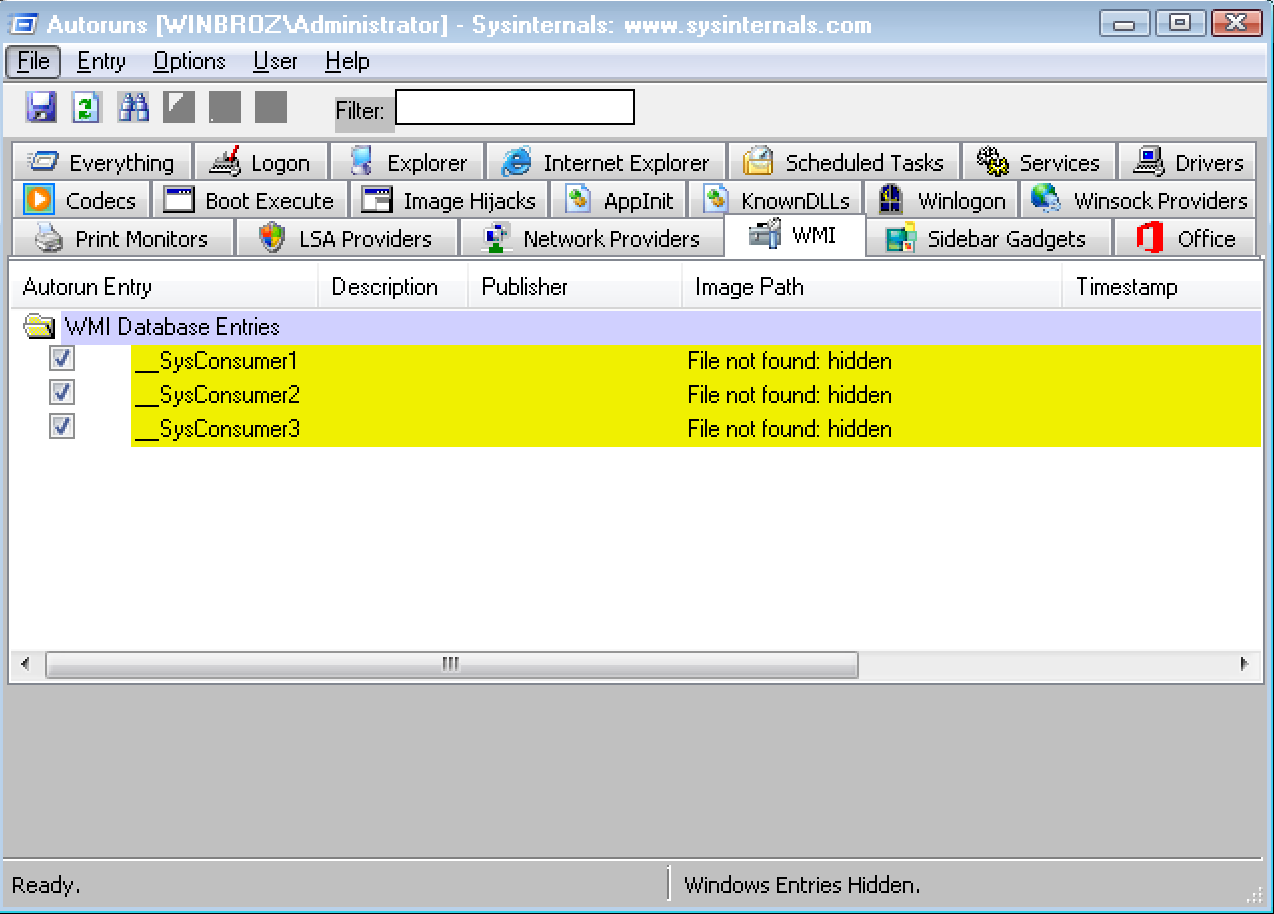 Autoruns [WINBROZ\Administrator] - Sysinternals: www.sysinternals.com
File Entry Options User Help
Filter:
Everything Logon Explorer Internet Explorer Scheduled Tasks Services Drivers
Codecs Boot Execute Image Hijacks AppInit KnownDLLs Winlogon Winsock Providers
Print Monitors LSA Providers Network Providers WMI Sidebar Gadgets Office
Autorun Entry Description Publisher Image Path Timestamp
WMI Database Entries
__SysConsumer1 File not found: hidden
__SysConsumer2 File not found: hidden
__SysConsumer3 File not found: hidden
Ready. Windows Entries Hidden.